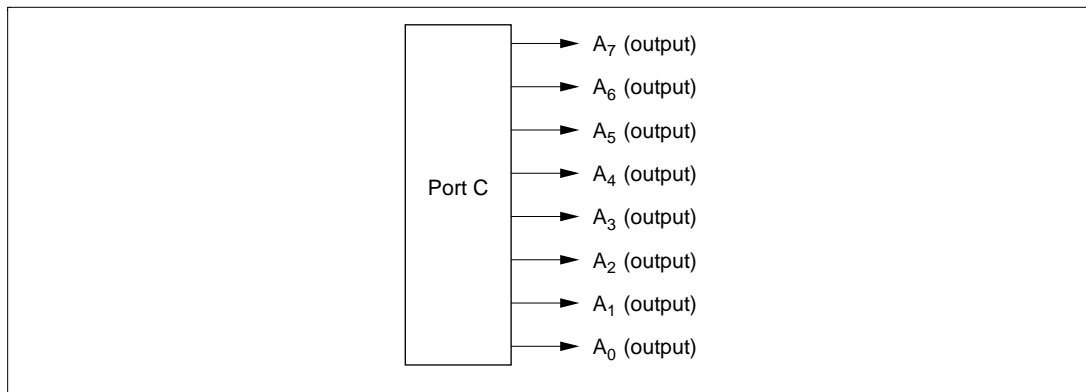 A₇ (output)
A₆ (output)
A₅ (output)
A₄ (output)
Port C
A₃ (output)
A₂ (output)
A₁ (output)
A₀ (output)